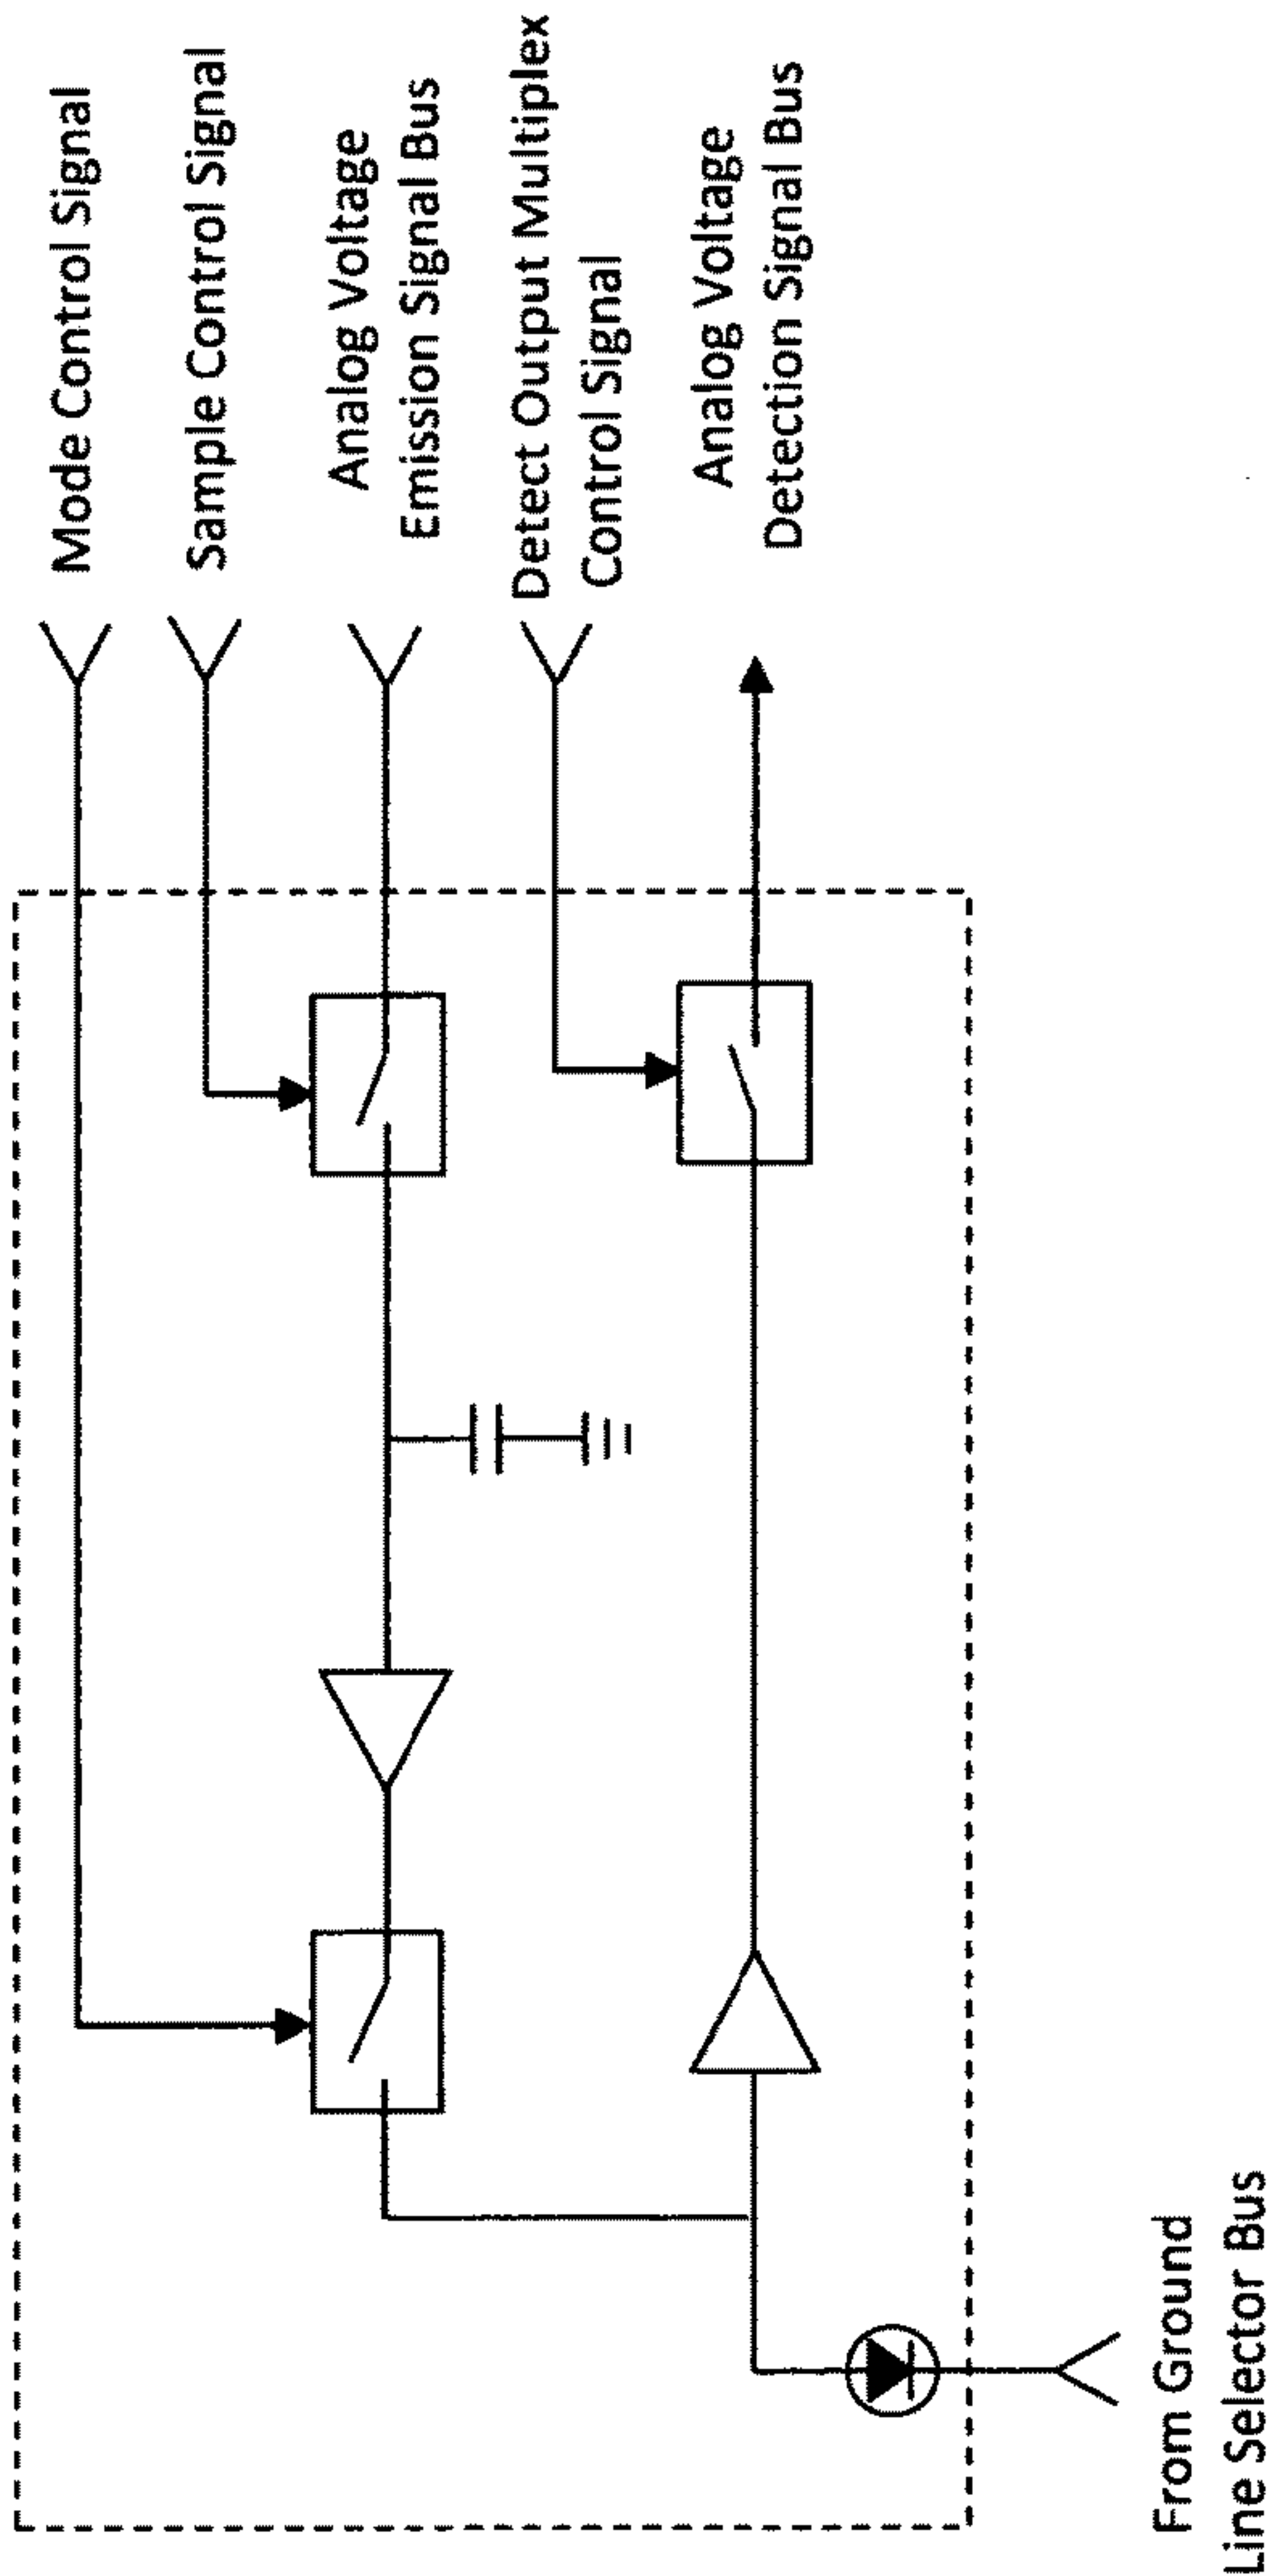 Mode Control Signal
Sample Control Signal
Analog Voltage
Emission Signal Bus
Detect Output Multiplex
Control Signal
Analog Voltage
Detection Signal Bus
From Ground
Line Selector Bus